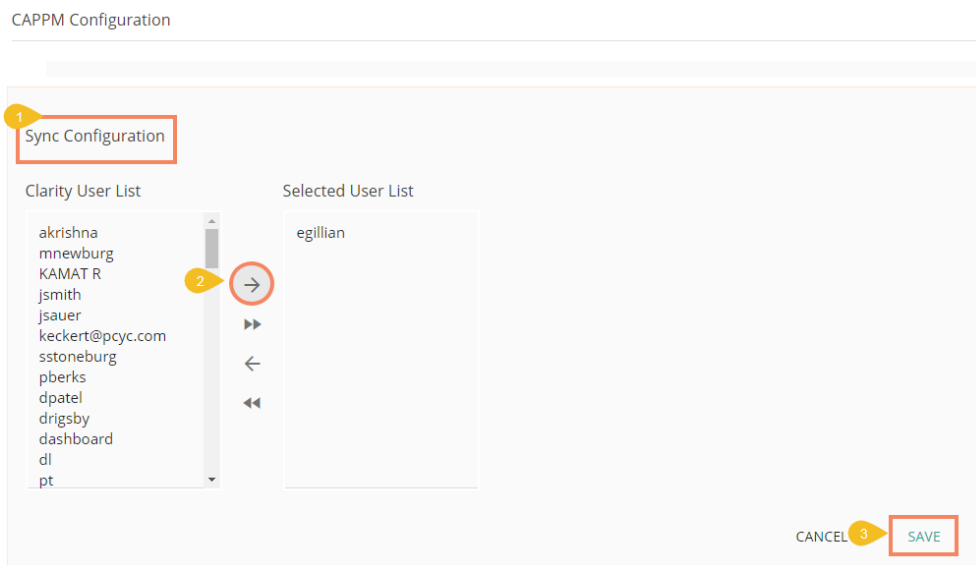 CAPPM Configuration
1
Sync Configuration
Clarity User List
Selected User List
akrishna
mnewburg
KAMAT R
jsmith
jsauer
keckert@pcyc.com
sstoneburg
pberks
dpatel
drigsby
dashboard
dl
pt
egillian
2
CANCEL
3
SAVE